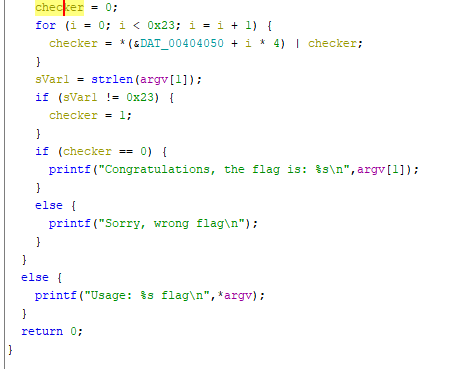 checker = 0;
for (i = 0; i < 0x23; i = i + 1) {
checker = *(&DAT_00404050 + i * 4) | checker;
}
sVar1 = strlen(argv[1]);
if (sVar1 != 0x23) {
checker = 1;
}
if (checker == 0) {
printf("Congratulations, the flag is: %s\n",argv[1]);
}
else {
printf("Sorry, wrong flag\n");
}
}
else {
printf("Usage: %s flag\n",*argv);
}
return 0;
}